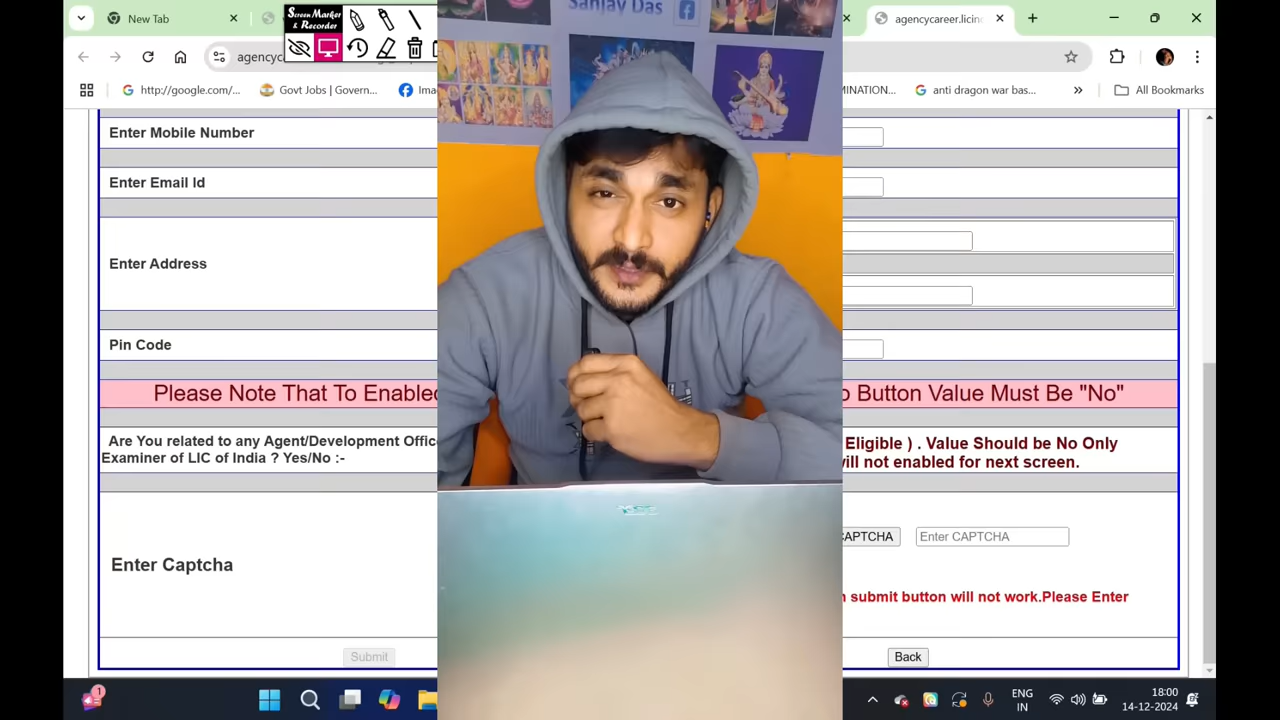 New Tab
Screen Marker
& Recorder
Sanjay Das
agencycareer.licin
agencyc
http://google.com/...
Govt Jobs | Govern...
Ima
MINATION...
anti dragon war bas...
All Bookmarks
Enter Mobile Number
Enter Email Id
Enter Address
Pin Code
Please Note That To Enabled
o Button Value Must Be "No"
Are You related to any Agent/Development Offic
Eligible ) . Value Should be No Only
Examiner of LIC of India ? Yes/No :-
will not enabled for next screen.
CAPTCHA
Enter CAPTCHA
Enter Captcha
n submit button will not work.Please Enter
Submit
Back
1
ENG
IN
18:00
14-12-2024